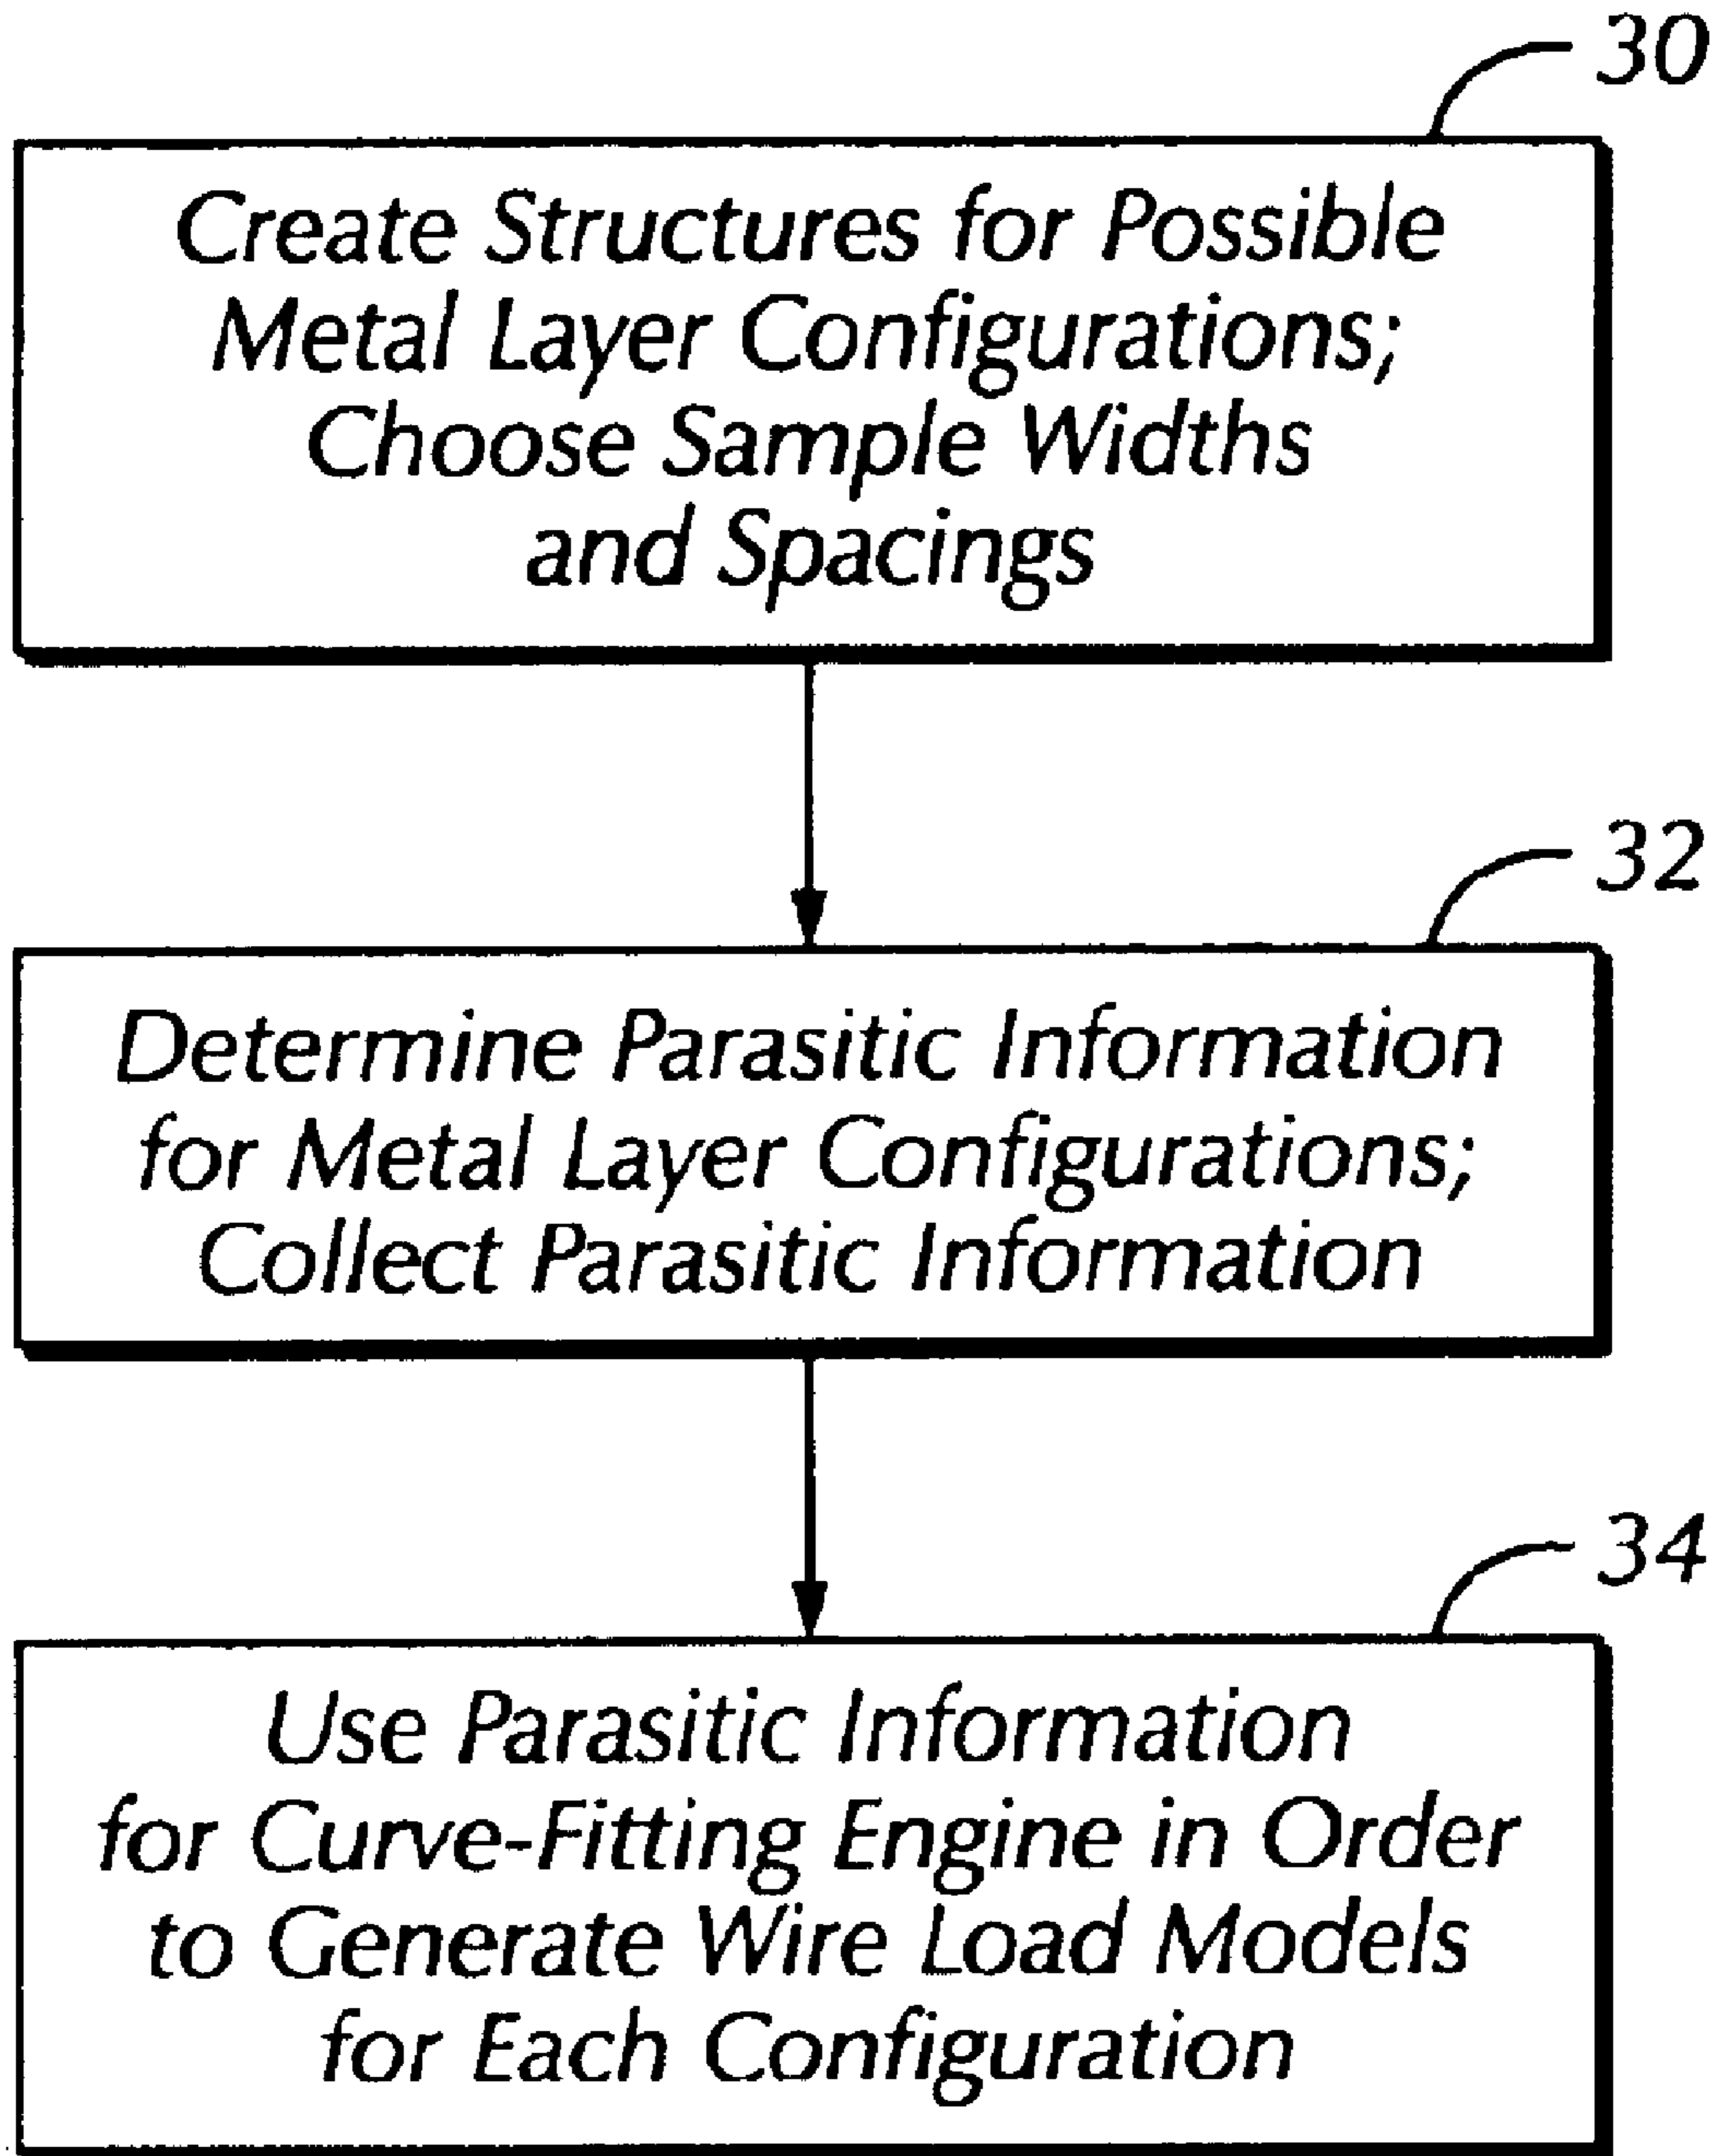 30
Create Structures for Possible
Metal Layer Configurations;
Choose Sample Widths
and Spacings
32
Determine Parasitic Information
for Metal Layer Configurations;
Collect Parasitic Information
34
Use Parasitic Information
for Curve-Fitting Engine in Order
to Generate Wire Load Models
for Each Configuration